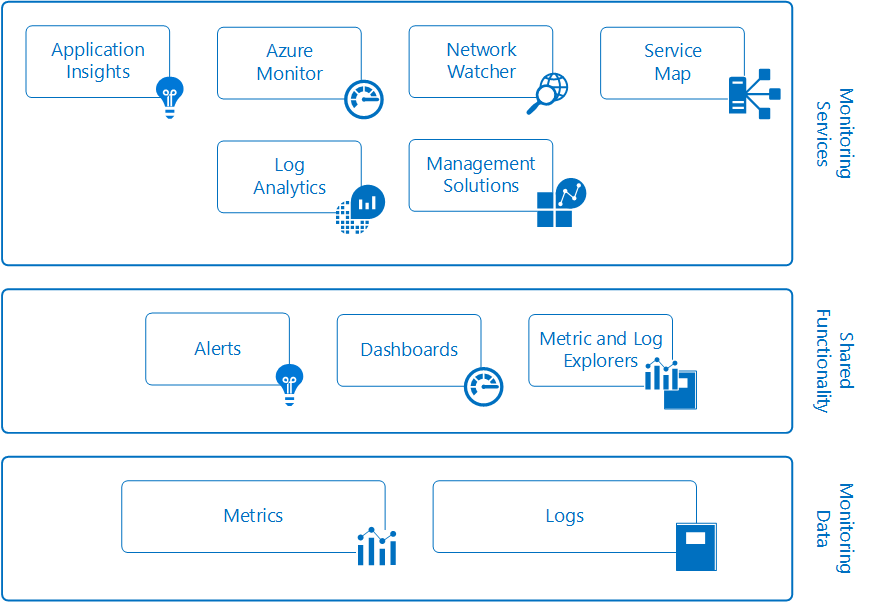 Application
Insights
Azure
Monitor
Network
Watcher
Service
Map
Log
Analytics
Management
Solutions
Monitoring
Services
Alerts
Dashboards
Metric and Log
Explorers
Shared
Functionality
Metrics
Logs
Monitoring
Data